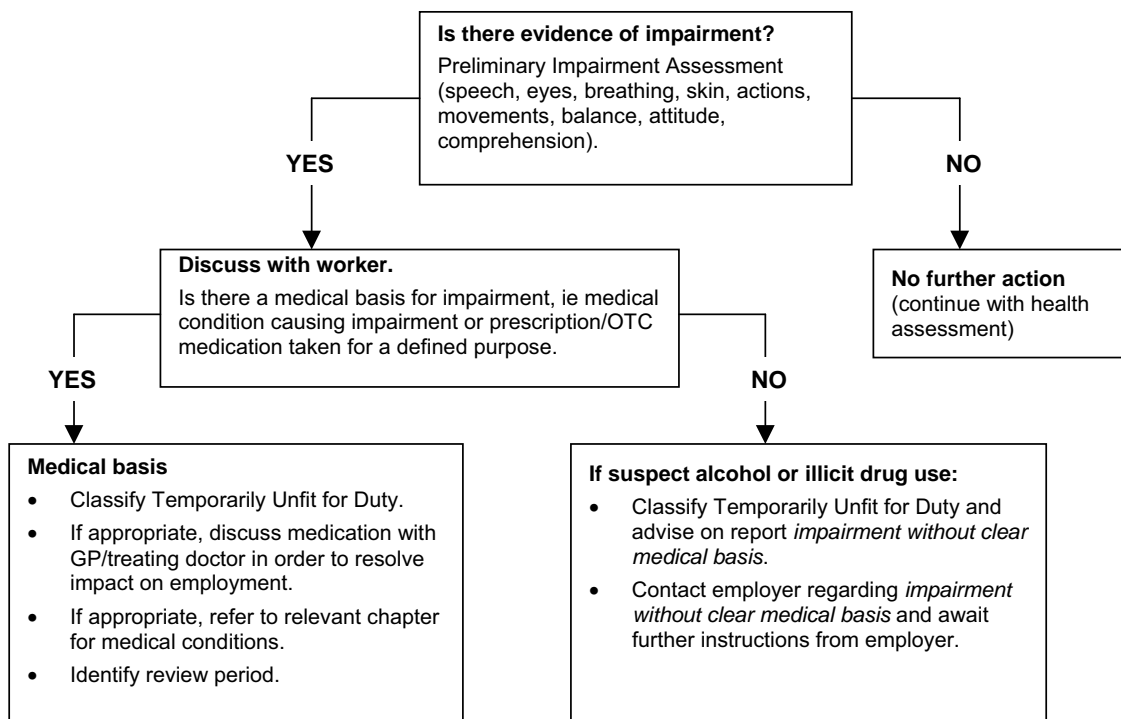 Is there evidence of impairment?
Preliminary Impairment Assessment
(speech, eyes, breathing, skin, actions,
movements, balance, attitude,
comprehension).
YES
NO
Discuss with worker.
Is there a medical basis for impairment, ie medical
condition causing impairment or prescription/OTC
medication taken for a defined purpose.
No further action
(continue with health
assessment)
YES
NO
Medical basis
• Classify Temporarily Unfit for Duty.
• If appropriate, discuss medication with
GP/treating doctor in order to resolve
impact on employment.
• If appropriate, refer to relevant chapter
for medical conditions.
• Identify review period.
If suspect alcohol or illicit drug use:
• Classify Temporarily Unfit for Duty and
advise on report impairment without clear
medical basis.
• Contact employer regarding impairment
without clear medical basis and await
further instructions from employer.